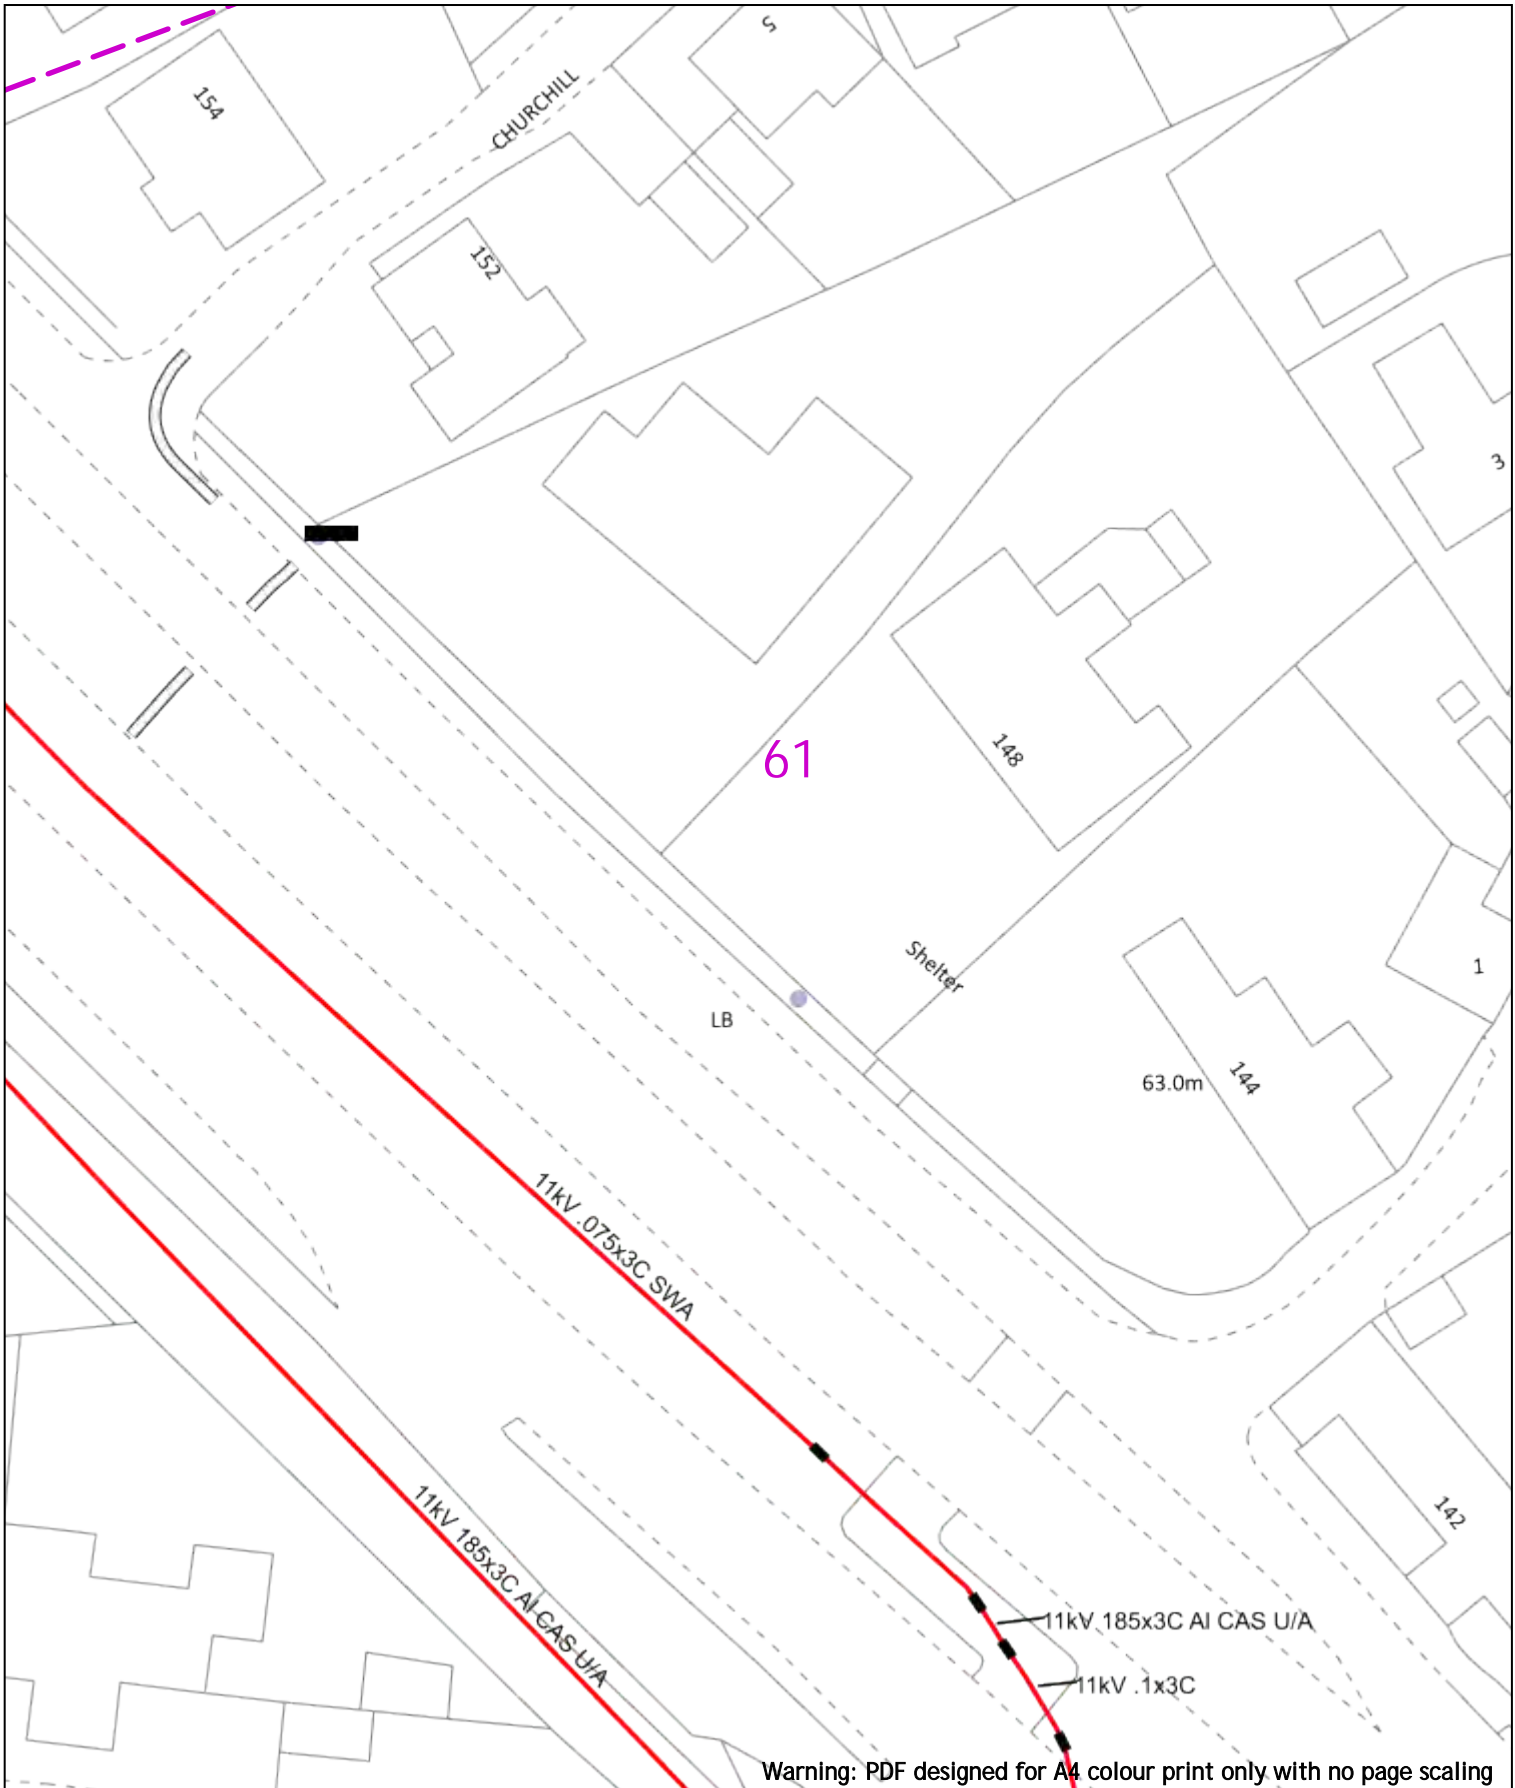 5
154
CHURCHILL
152
3
148
61
Shelter
1
LB
63.0m
144
11kV .075x3C SWA
11kV 185x3C Al CAS U/A
142
11kV 185x3C Al CAS U/A
11kV .1x3C
Warning: PDF designed for A4 colour print only with no page scaling